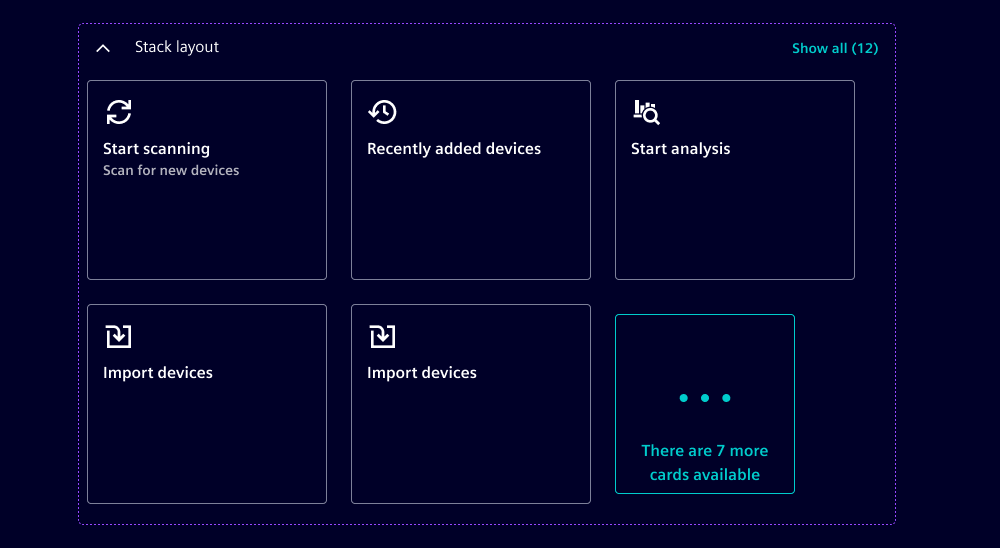 Stack layout
Show all (12)
Start scanning
Scan for new devices
Recently added devices
Start analysis
Import devices
Import devices
There are 7 more
cards available